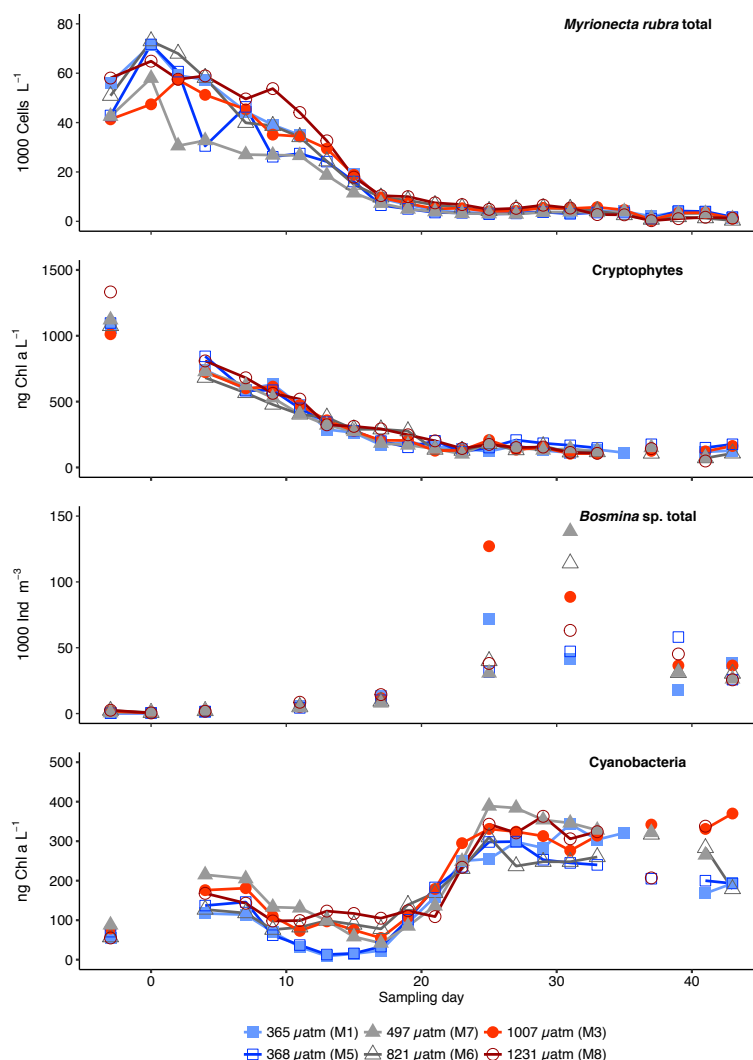 Myrionecta rubra total
80
60
40
20
0
1000 Cells L⁻¹
Cryptophytes
1500
1000
500
0
ng Chl a L⁻¹
Bosmina sp. total
150
100
50
0
1000 Ind m⁻³
Cyanobacteria
500
400
300
200
100
0
ng Chl a L⁻¹
0 10 20 30 40
Sampling day
365 µatm (M1) 497 µatm (M7) 1007 µatm (M3)
368 µatm (M5) 821 µatm (M6) 1231 µatm (M8)